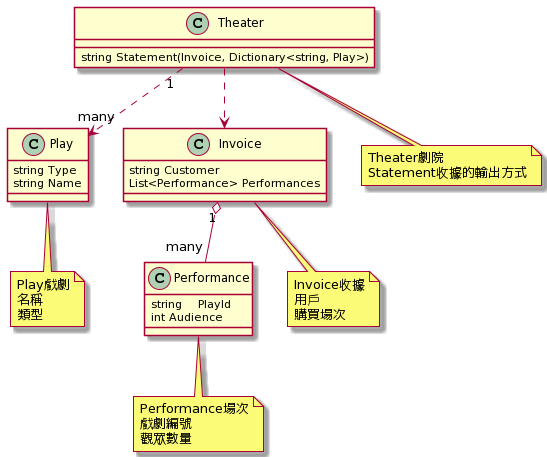 C Theater
string Statement(Invoice, Dictionary<string, Play>)
1
many
C Play
string Type
string Name
C Invoice
string Customer
List<Performance> Performances
Theater劇院
Statement收據的輸出方式
1
many
Play戲劇
名稱
類型
C Performance
string PlayId
int Audience
Invoice收據
用戶
購買場次
Performance場次
戲劇編號
觀眾數量